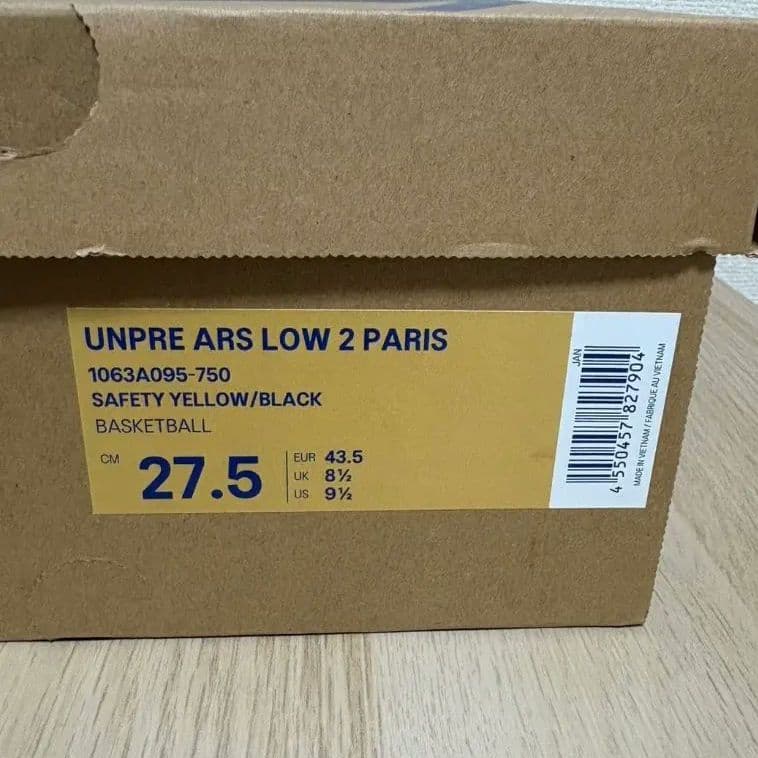 UNPRE ARS LOW 2 PARIS
1063A095-750
SAFETY YELLOW/BLACK
BASKETBALL
CM 27.5
EUR 43.5
UK 8½
US 9½
JAN
4 550457 827904
MADE IN VIETNAM / FABRIQUE AU VIETNAM